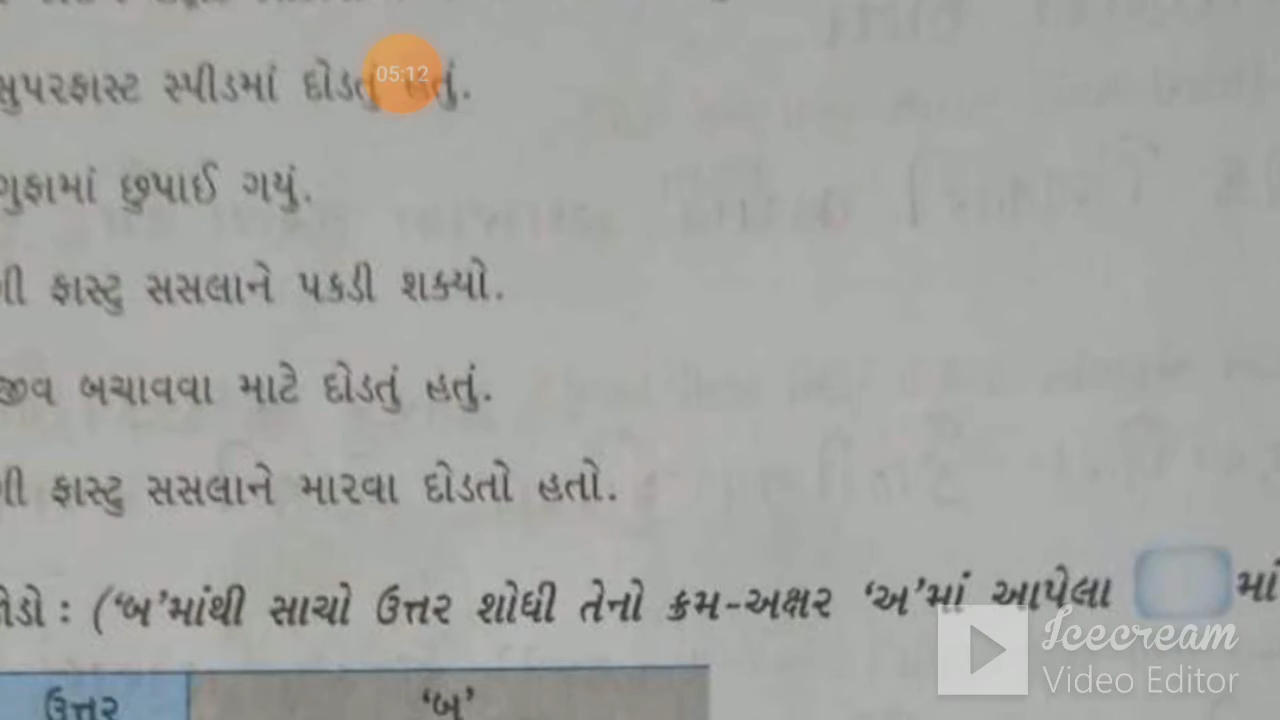 સુપરફાસ્ટ સ્પીડમાં દોડતું હતું.
05:12
ગુફામાં છુપાઈ ગયું.
ફાસ્ટુ સસલાને પકડી શક્યો.
જીવ બચાવવા માટે દોડતું હતું.
ફાસ્ટુ સસલાને મારવા દોડતો હતો.
: (‘બ’માંથી સાચો ઉત્તર શોધી તેનો ક્રમ-અક્ષર ‘અ’માં આપેલા માં
ઉત્તર ‘બ’
Icecream
Video Editor